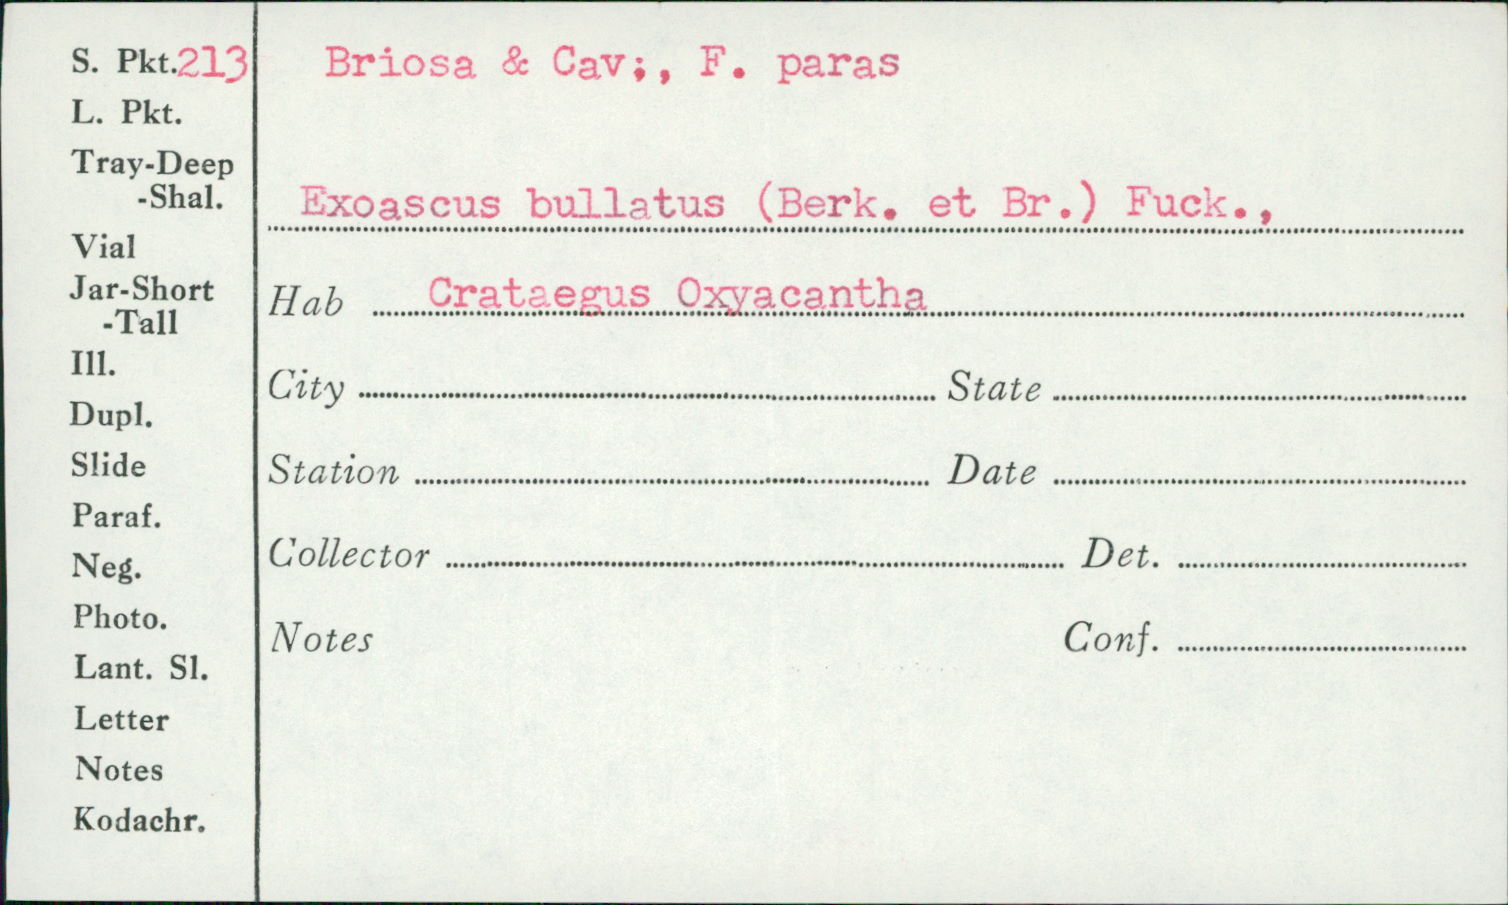 S. Pkt.213 Briosa & Cav;, F. paras
L. Pkt.
Tray-Deep
-Shal.
Exoascus bullatus (Berk. et Br.) Fuck.,
Vial
Jar-Short
-Tall
Hab Crataegus Oxyacantha
Ill.
City State
Dupl.
Slide
Station Date
Paraf.
Neg.
Collector Det.
Photo.
Notes Conf.
Lant. Sl.
Letter
Notes
Kodachr.